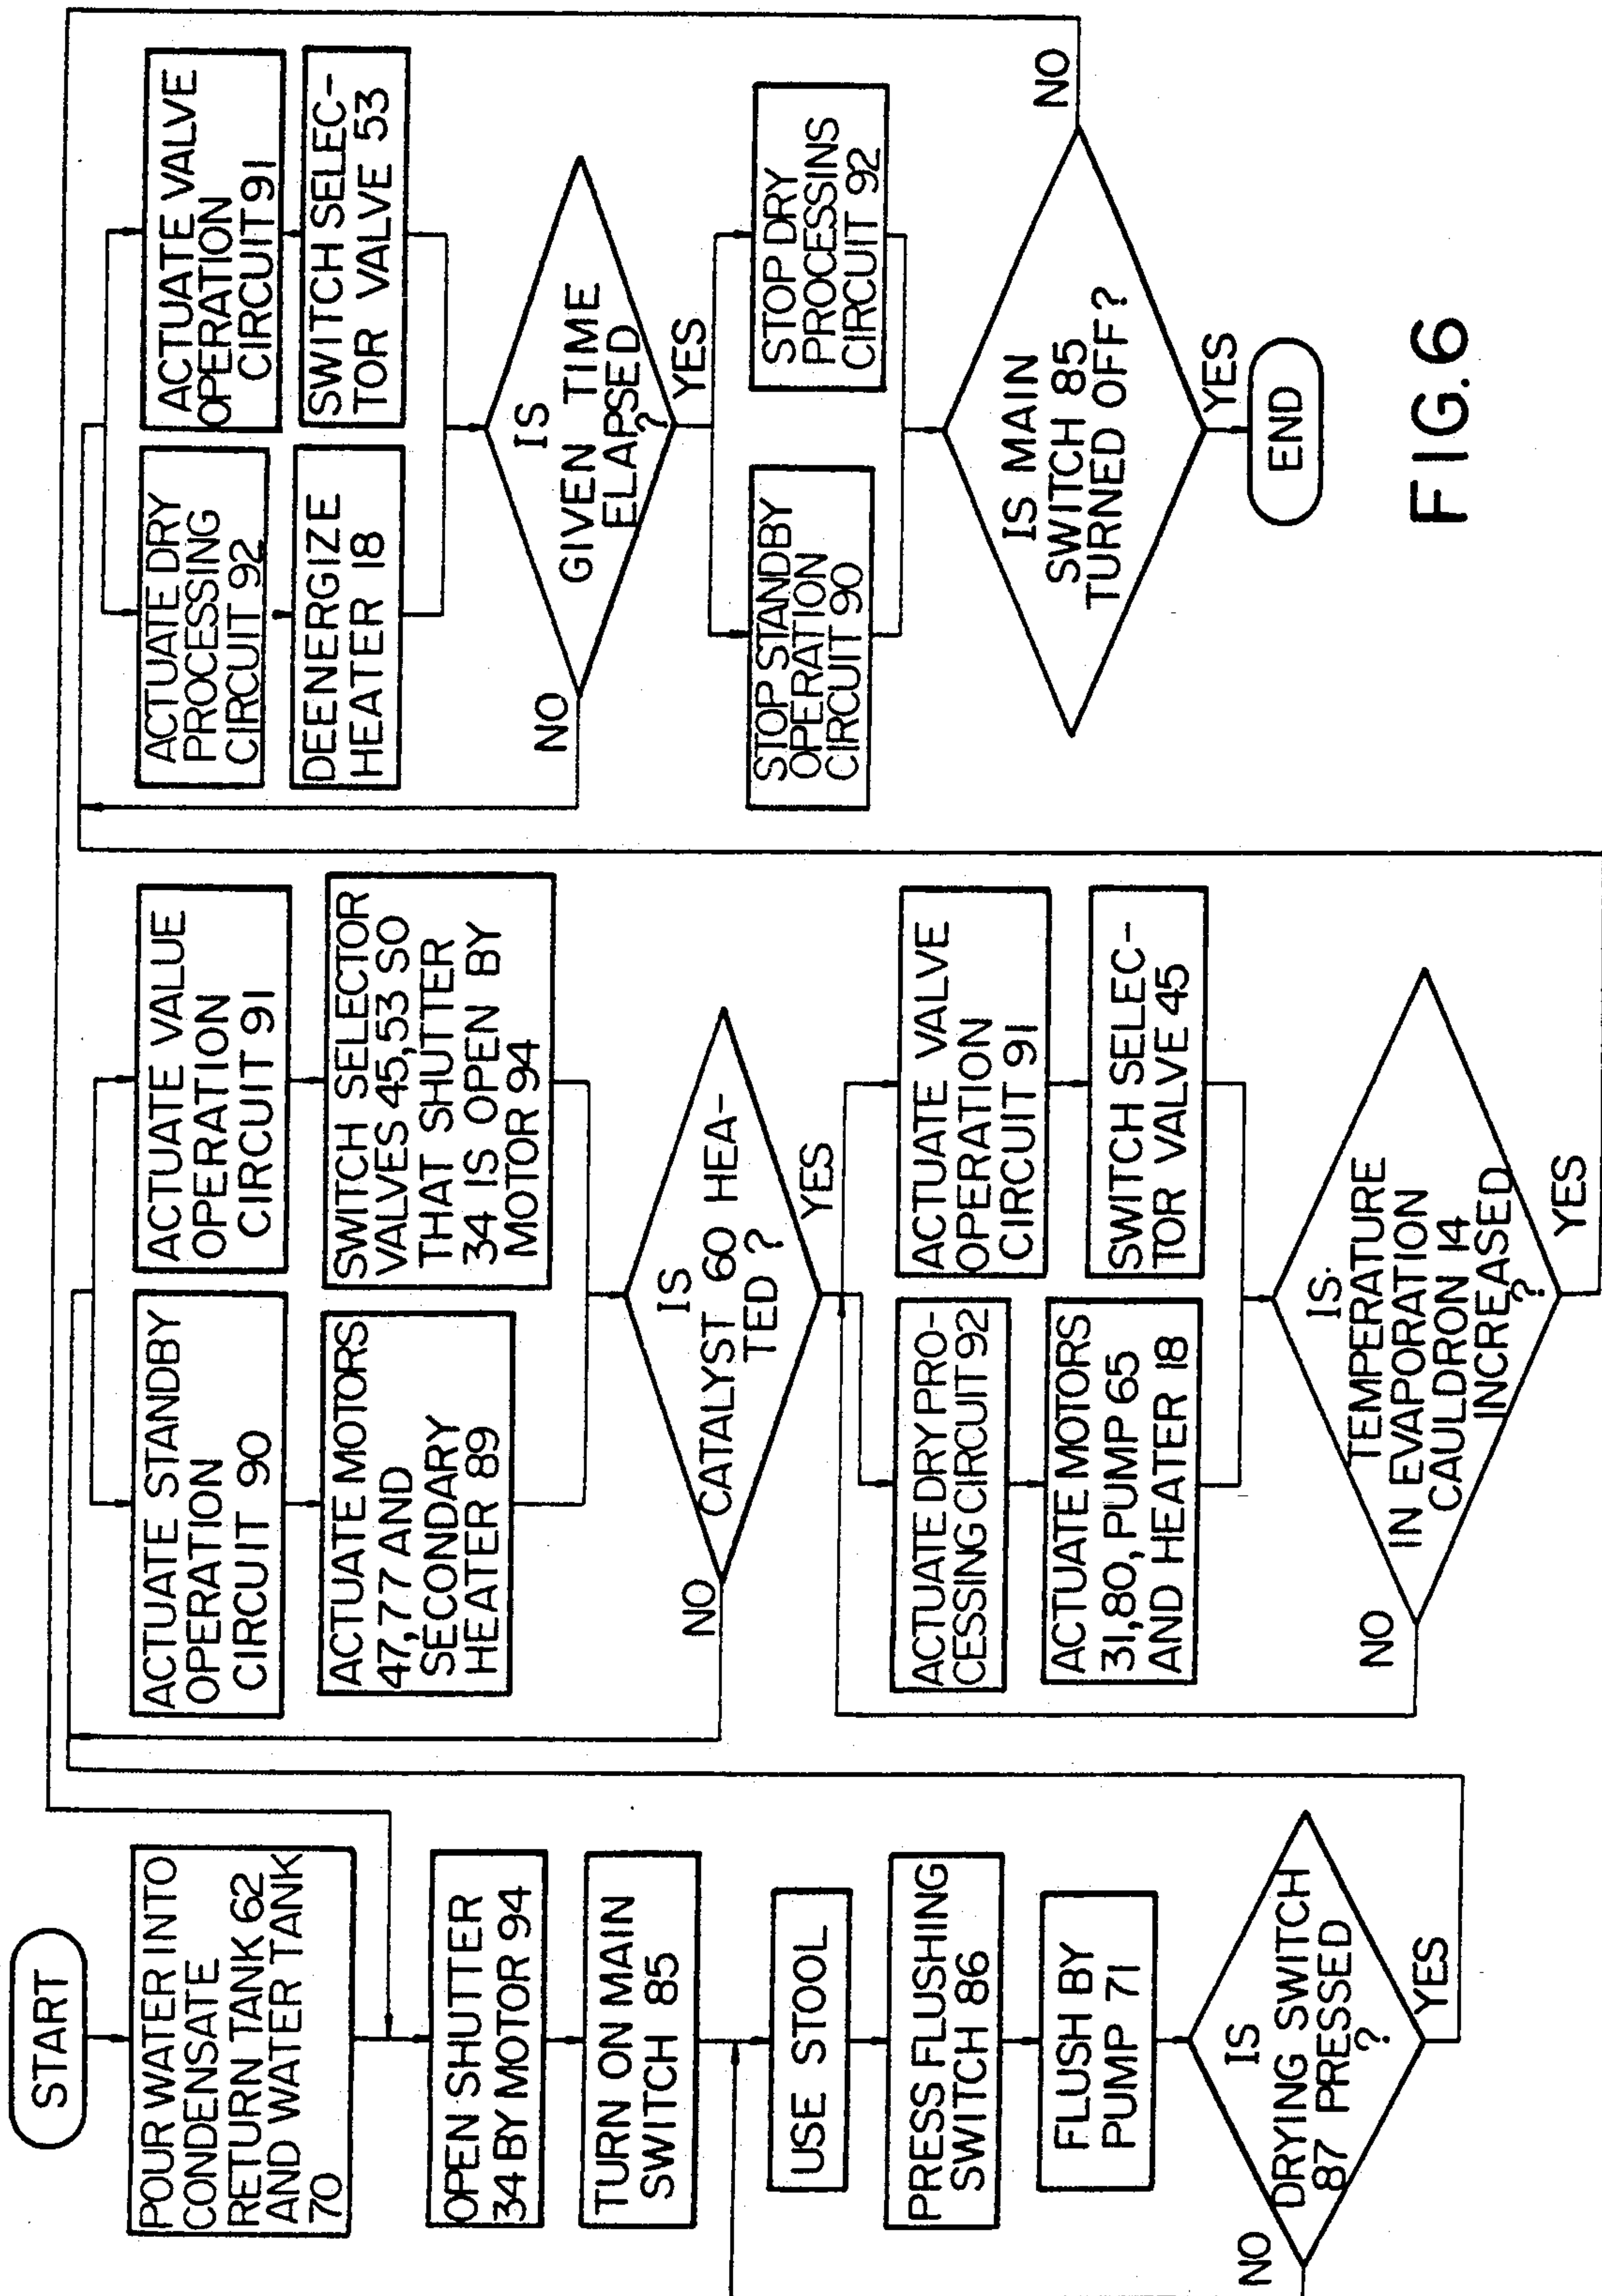 START
POUR WATER INTO
CONDENSATE
RETURN TANK 62
AND WATER TANK
70
OPEN SHUTTER
34 BY MOTOR 94
TURN ON MAIN
SWITCH 85
USE STOOL
PRESS FLUSHING
SWITCH 86
FLUSH BY
PUMP 71
IS
DRYING SWITCH
87 PRESSED
?
NO
YES
ACTUATE STANDBY
OPERATION
CIRCUIT 90
ACTUATE MOTORS
47,77 AND
SECONDARY
HEATER 89
ACTUATE VALUE
OPERATION
CIRCUIT 91
SWITCH SELECTOR
VALVES 45,53 SO
THAT SHUTTER
34 IS OPEN BY
MOTOR 94
IS
CATALYST 60 HEA-
TED ?
NO
YES
ACTUATE DRY PRO-
CESSING CIRCUIT 92
ACTUATE MOTORS
31,80, PUMP 65
AND HEATER 18
ACTUATE VALVE
OPERATION
CIRCUIT 91
SWITCH SELEC-
TOR VALVE 45
IS.
TEMPERATURE
IN EVAPORATION
CAULDRON 14
INCREASED
?
NO
YES
ACTUATE DRY
PROCESSING
CIRCUIT 92
DEENERGIZE
HEATER 18
ACTUATE VALVE
OPERATION
CIRCUIT 91
SWITCH SELEC-
TOR VALVE 53
IS
GIVEN TIME
ELAPSED
?
NO
YES
STOP STANDBY
OPERATION
CIRCUIT 90
STOP DRY
PROCESSINS
CIRCUIT 92
IS MAIN
SWITCH 85
TURNED OFF?
NO
YES
END
FIG.6